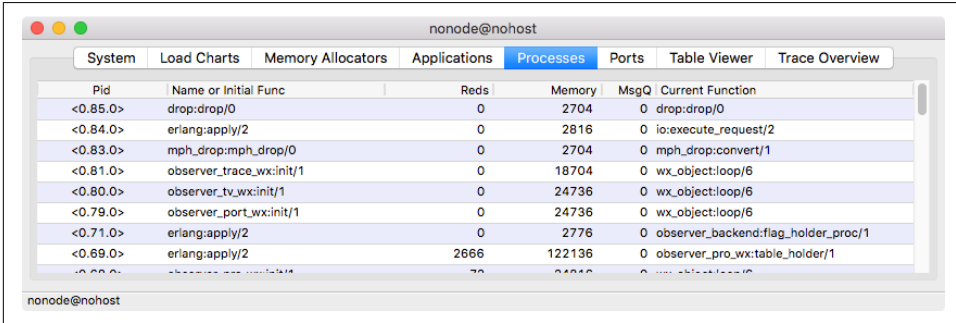 nonode@nohost
System Load Charts Memory Allocators Applications Processes Ports Table Viewer Trace Overview
Pid Name or Initial Func Reds Memory MsgQ Current Function
<0.85.0> drop:drop/0 0 2704 0 drop:drop/0
<0.84.0> erlang:apply/2 0 2816 0 io:execute_request/2
<0.83.0> mph_drop:mph_drop/0 0 2704 0 mph_drop:convert/1
<0.81.0> observer_trace_wx:init/1 0 18704 0 wx_object:loop/6
<0.80.0> observer_tv_wx:init/1 0 24736 0 wx_object:loop/6
<0.79.0> observer_port_wx:init/1 0 24736 0 wx_object:loop/6
<0.71.0> erlang:apply/2 0 2776 0 observer_backend:flag_holder_proc/1
<0.69.0> erlang:apply/2 2666 122136 0 observer_pro_wx:table_holder/1
nonode@nohost